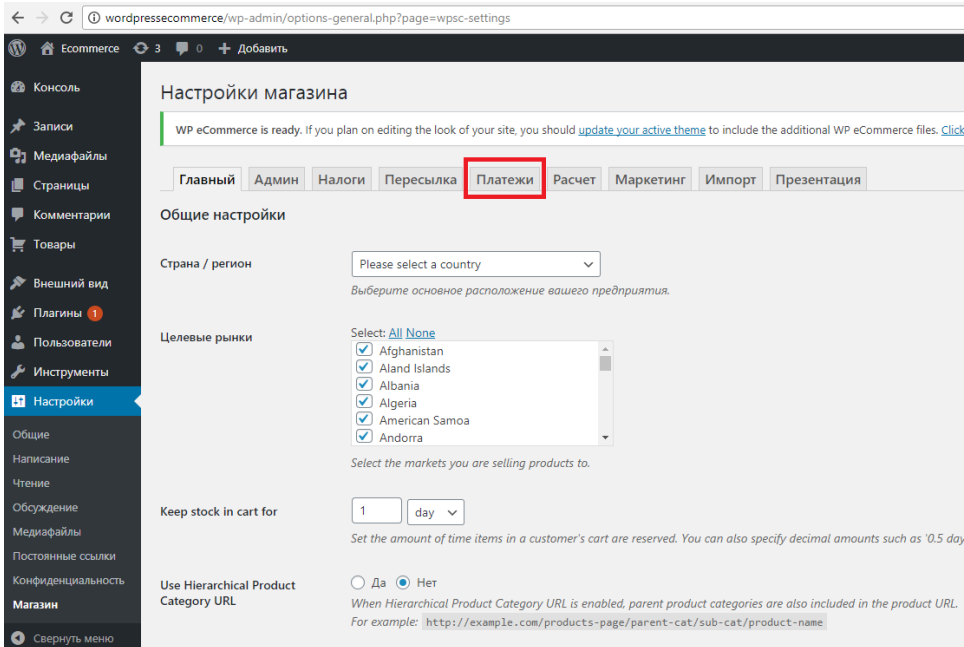 wordpressecommerce/wp-admin/options-general.php?page=wpsc-settings
Ecommerce 3 0 + Добавить
Консоль
Записи
Медиафайлы
Страницы
Комментарии
Товары
Внешний вид
Плагины 1
Пользователи
Инструменты
Настройки
Общие
Написание
Чтение
Обсуждение
Медиафайлы
Постоянные ссылки
Конфиденциальность
Магазин
Свернуть меню
Настройки магазина
WP eCommerce is ready. If you plan on editing the look of your site, you should update your active theme to include the additional WP eCommerce files. Click
Главный Админ Налоги Пересылка Платежи Расчет Маркетинг Импорт Презентация
Общие настройки
Страна / регион
Please select a country
Выберите основное расположение вашего предприятия.
Целевые рынки
Select: All None
Afghanistan
Aland Islands
Albania
Algeria
American Samoa
Andorra
Select the markets you are selling products to.
Keep stock in cart for
1 day
Set the amount of time items in a customer's cart are reserved. You can also specify decimal amounts such as '0.5 day
Use Hierarchical Product
Category URL
Да Нет
When Hierarchical Product Category URL is enabled, parent product categories are also included in the product URL.
For example: http://example.com/products-page/parent-cat/sub-cat/product-name